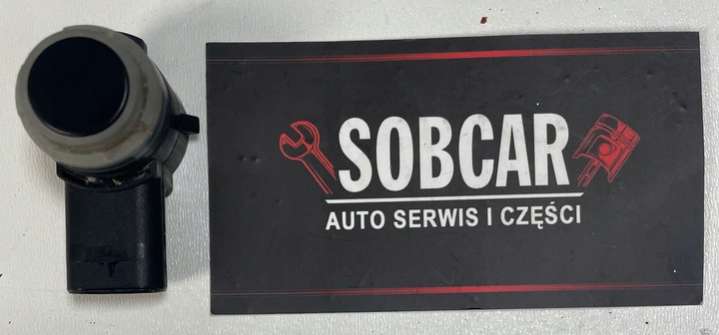 SOBCAR
AUTO SERWIS I CZĘŚCI